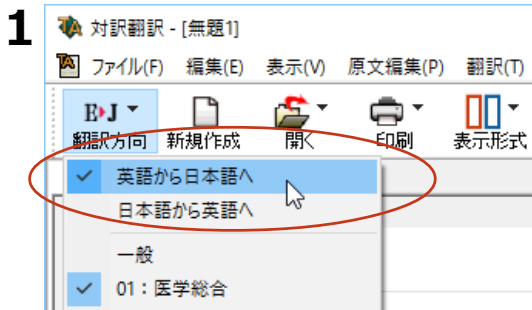 1
対訳翻訳 - [無題1]
ファイル(F) 編集(E) 表示(V) 原文編集(P) 翻訳(T)
E▸J
翻訳方向 新規作成 開く 印刷 表示形式
英語から日本語へ
日本語から英語へ
一般
01：医学総合